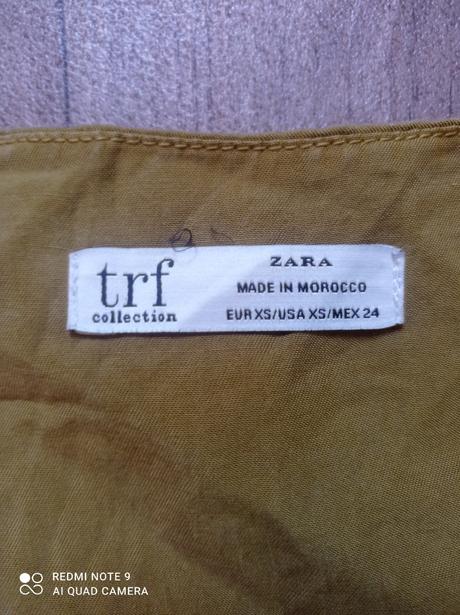 trf
collection
ZARA
MADE IN MOROCCO
EUR XS/USA XS/MEX 24
REDMI NOTE 9
AI QUAD CAMERA